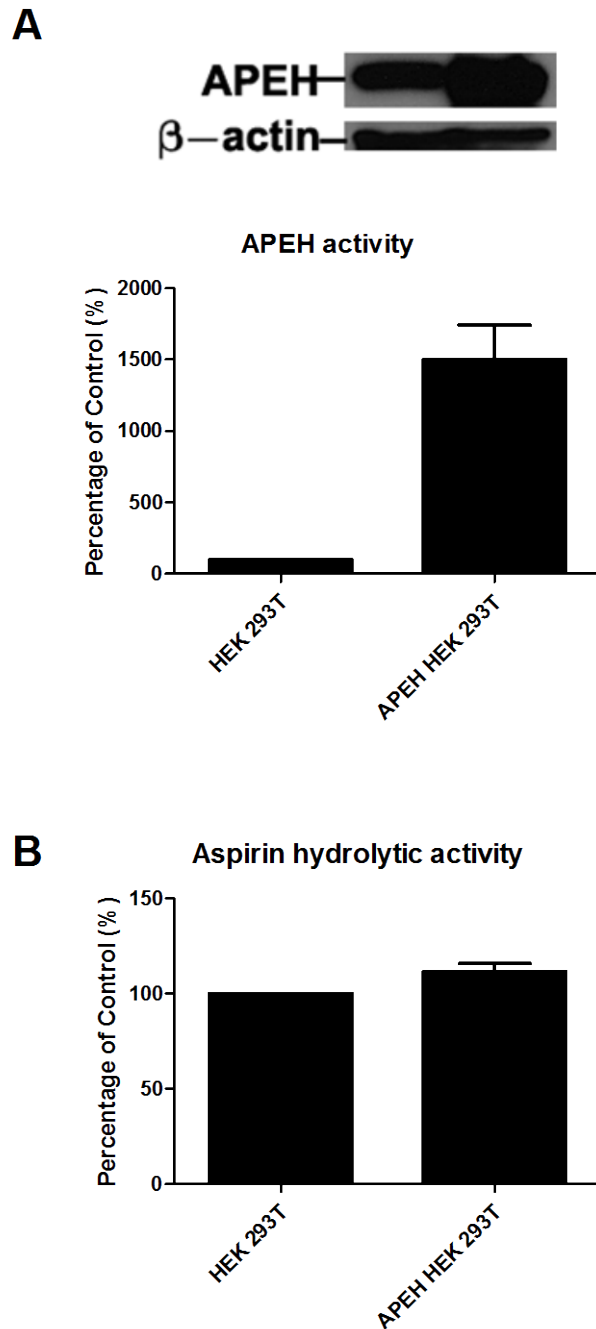 A
APEH
β-actin
APEH activity
Percentage of Control (%)
2000
1500
1000
500
0
HEK 293T
APEH HEK 293T
B
Aspirin hydrolytic activity
Percentage of Control (%)
150
100
50
0
HEK 293T
APEH HEK 293T